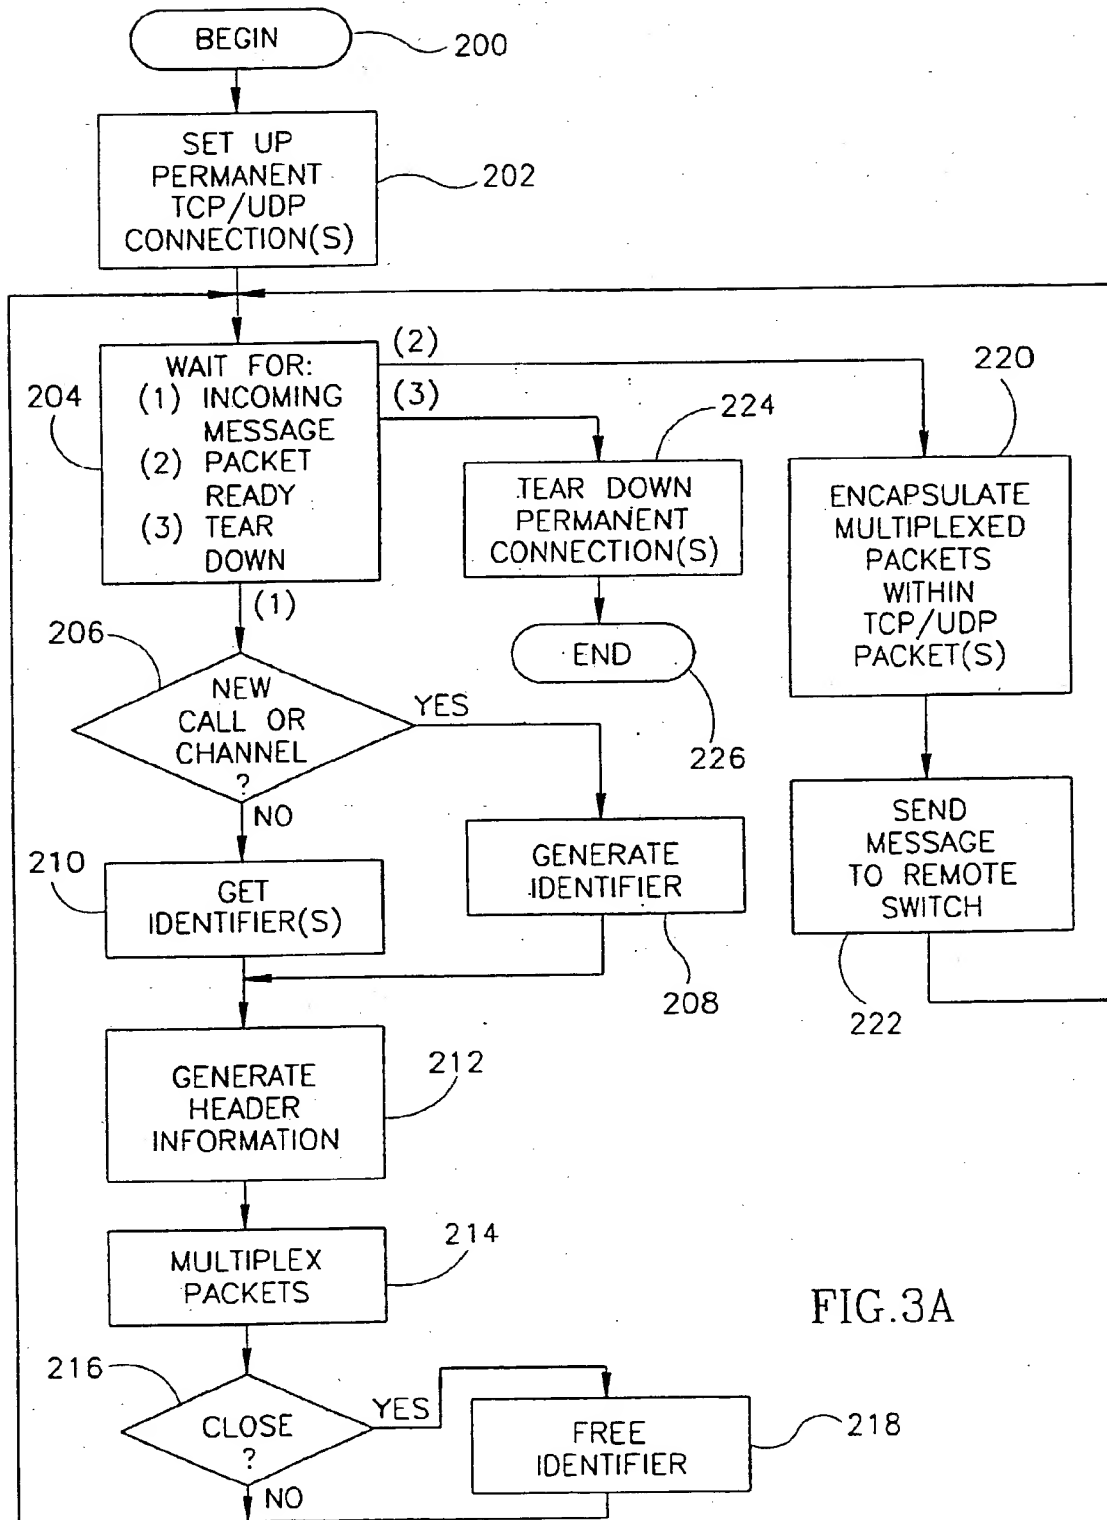 BEGIN
200
SET UP
PERMANENT
TCP/UDP
CONNECTION(S)
202
WAIT FOR:
(1) INCOMING
MESSAGE
(2) PACKET
READY
(3) TEAR
DOWN
204
(2)
(3)
(1)
224
TEAR DOWN
PERMANENT
CONNECTION(S)
END
226
220
ENCAPSULATE
MULTIPLEXED
PACKETS
WITHIN
TCP/UDP
PACKET(S)
SEND
MESSAGE
TO REMOTE
SWITCH
222
206
NEW
CALL OR
CHANNEL
?
YES
NO
GENERATE
IDENTIFIER
208
210
GET
IDENTIFIER(S)
GENERATE
HEADER
INFORMATION
212
MULTIPLEX
PACKETS
214
216
CLOSE
?
YES
NO
FREE
IDENTIFIER
218
FIG.3A